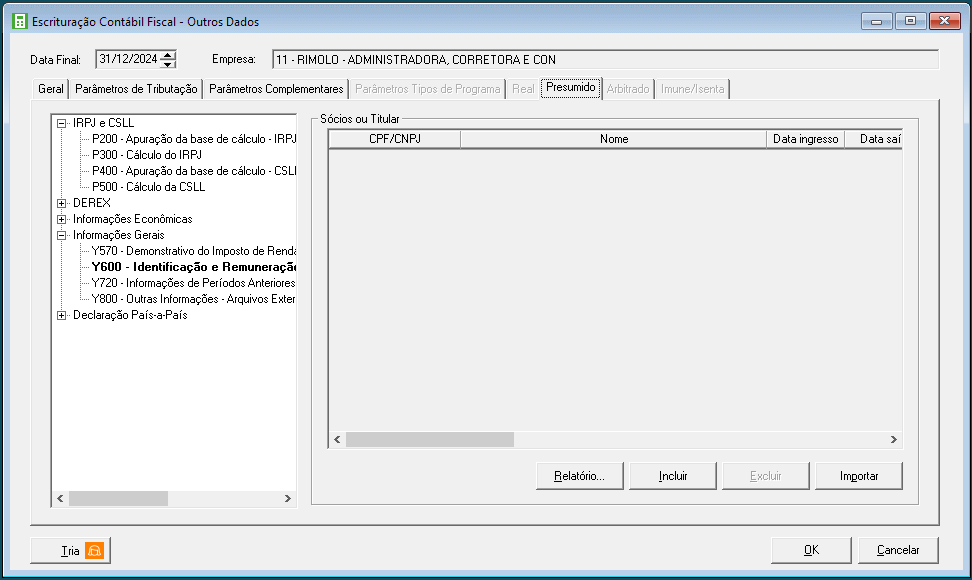 Escrituração Contábil Fiscal - Outros Dados
Data Final: 31/12/2024 Empresa: 11 - RIMOLO - ADMINISTRADORA, CORRETORA E CON
Geral Parâmetros de Tributação Parâmetros Complementares Parâmetros Tipos de Programa Real Presumido Arbitrado Imune/Isenta
IRPJ e CSLL
P200 - Apuração da base de cálculo - IRPJ
P300 - Cálculo do IRPJ
P400 - Apuração da base de cálculo - CSLL
P500 - Cálculo da CSLL
DEREX
Informações Econômicas
Informações Gerais
Y570 - Demonstrativo do Imposto de Renda
Y600 - Identificação e Remuneração
Y720 - Informações de Períodos Anteriores
Y800 - Outras Informações - Arquivos Exter
Declaração País-a-País
Sócios ou Titular
CPF/CNPJ Nome Data ingresso Data saí
Relatório... Incluir Excluir Importar
Tria OK Cancelar